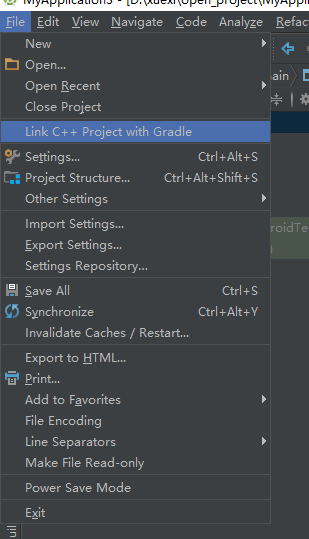 MyApplication3 - [D:\xuexi\open_project\MyAppl
File Edit View Navigate Code Analyze Refact
New
Open...
Open Recent
Close Project
Link C++ Project with Gradle
Settings... Ctrl+Alt+S
Project Structure... Ctrl+Alt+Shift+S
Other Settings
Import Settings...
Export Settings...
Settings Repository...
Save All Ctrl+S
Synchronize Ctrl+Alt+Y
Invalidate Caches / Restart...
Export to HTML...
Print...
Add to Favorites
File Encoding
Line Separators
Make File Read-only
Power Save Mode
Exit
ain
roidTe